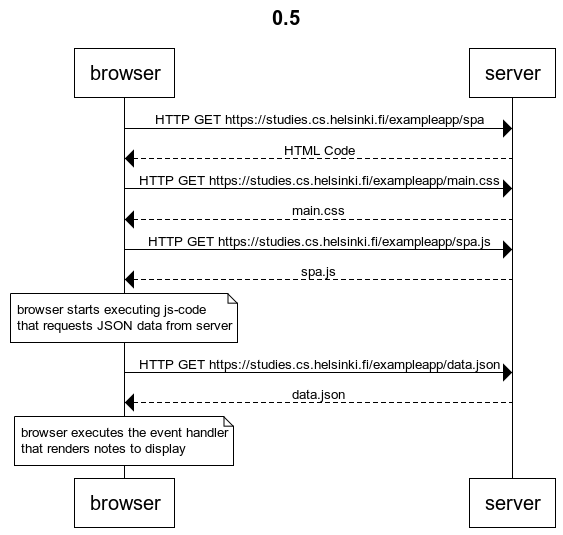 0.5
browser
server
HTTP GET https://studies.cs.helsinki.fi/exampleapp/spa
HTML Code
HTTP GET https://studies.cs.helsinki.fi/exampleapp/main.css
main.css
HTTP GET https://studies.cs.helsinki.fi/exampleapp/spa.js
spa.js
browser starts executing js-code
that requests JSON data from server
HTTP GET https://studies.cs.helsinki.fi/exampleapp/data.json
data.json
browser executes the event handler
that renders notes to display
browser
server